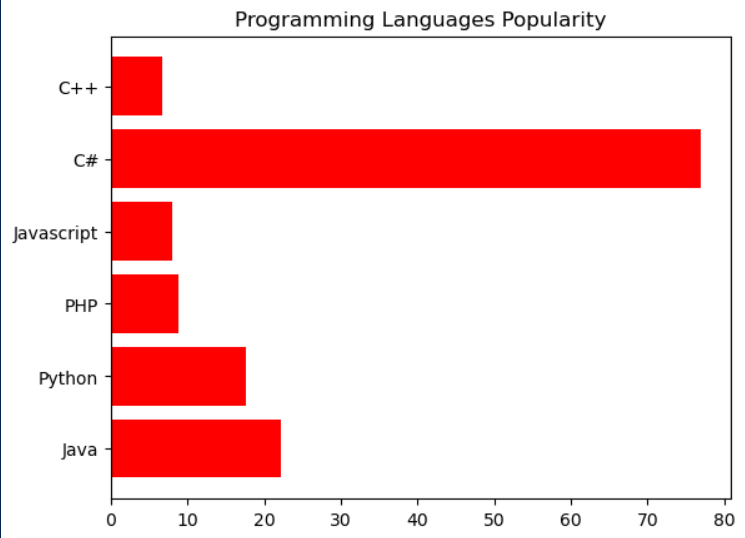 Programming Languages Popularity
C++
C#
Javascript
PHP
Python
Java
0 10 20 30 40 50 60 70 80